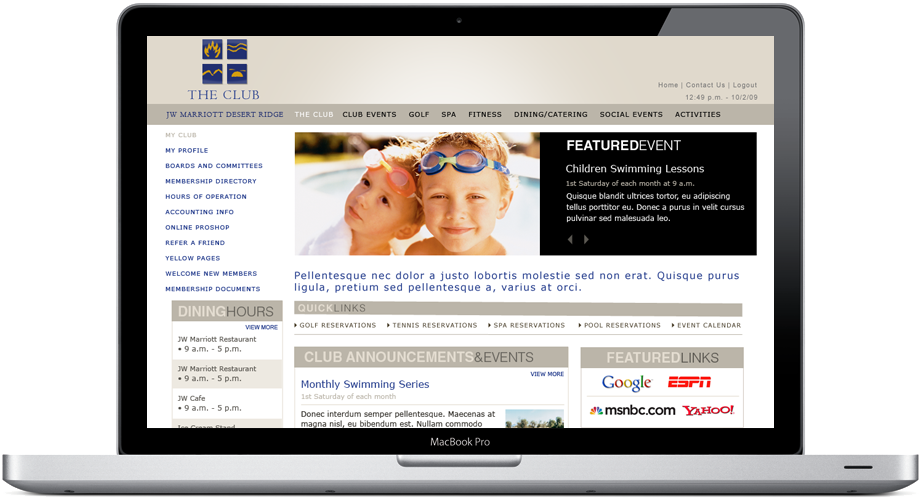 THE CLUB
Home | Contact Us | Logout
12:49 p.m. - 10/2/09
JW MARRIOTT DESERT RIDGE THE CLUB CLUB EVENTS GOLF SPA FITNESS DINING/CATERING SOCIAL EVENTS ACTIVITIES
MY CLUB
MY PROFILE
BOARDS AND COMMITTEES
MEMBERSHIP DIRECTORY
HOURS OF OPERATION
ACCOUNTING INFO
ONLINE PROSHOP
REFER A FRIEND
YELLOW PAGES
WELCOME NEW MEMBERS
MEMBERSHIP DOCUMENTS
DININGHOURS
VIEW MORE
JW Marriott Restaurant
• 9 a.m. - 5 p.m.
JW Marriott Restaurant
• 9 a.m. - 5 p.m.
JW Cafe
• 9 a.m. - 5 p.m.
Ice Cream Stand
FEATUREDEVENT
Children Swimming Lessons
1st Saturday of each month at 9 a.m.
Quisque blandit ultrices tortor, eu adipiscing
tellus porttitor eu. Donec a purus in velit cursus
pulvinar sed malesuada leo.
Pellentesque nec dolor a justo lobortis molestie sed non erat. Quisque purus
ligula, pretium sed pellentesque a, varius at orci.
QUICKLINKS
GOLF RESERVATIONS TENNIS RESERVATIONS SPA RESERVATIONS POOL RESERVATIONS EVENT CALENDAR
CLUB ANNOUNCEMENTS&EVENTS
VIEW MORE
Monthly Swimming Series
1st Saturday of each month
Donec interdum semper pellentesque. Maecenas at
magna nisl, eu bibendum est. Nullam commodo
FEATUREDLINKS
Google ESPN
msnbc.com YAHOO!
MacBook Pro